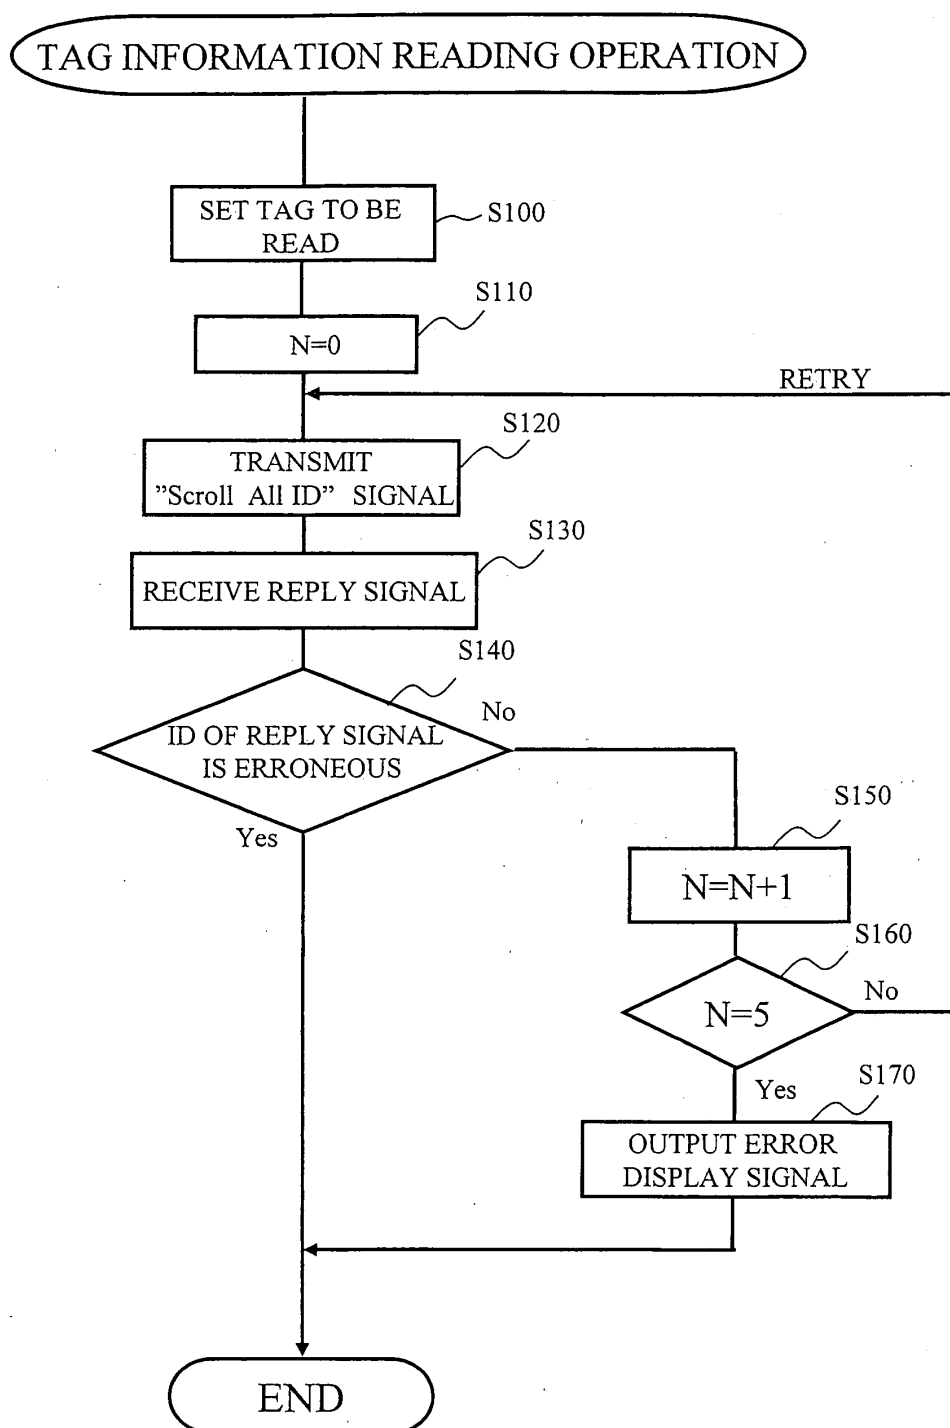 TAG INFORMATION READING OPERATION
SET TAG TO BE
READ
S100
S110
N=0
RETRY
S120
TRANSMIT
”Scroll All ID” SIGNAL
S130
RECEIVE REPLY SIGNAL
S140
No
ID OF REPLY SIGNAL
IS ERRONEOUS
Yes
S150
N=N+1
S160
No
N=5
Yes
S170
OUTPUT ERROR
DISPLAY SIGNAL
END